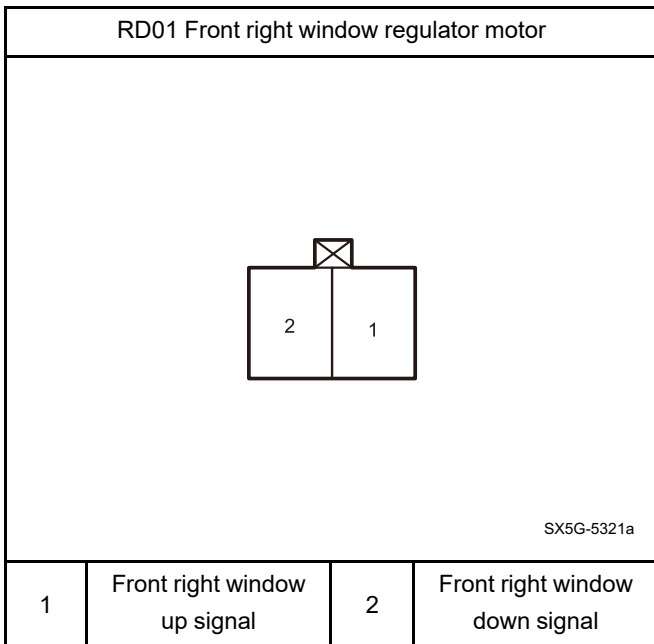 RD01 Front right window regulator motor
2
1
SX5G-5321a
1
Front right window
up signal
2
Front right window
down signal